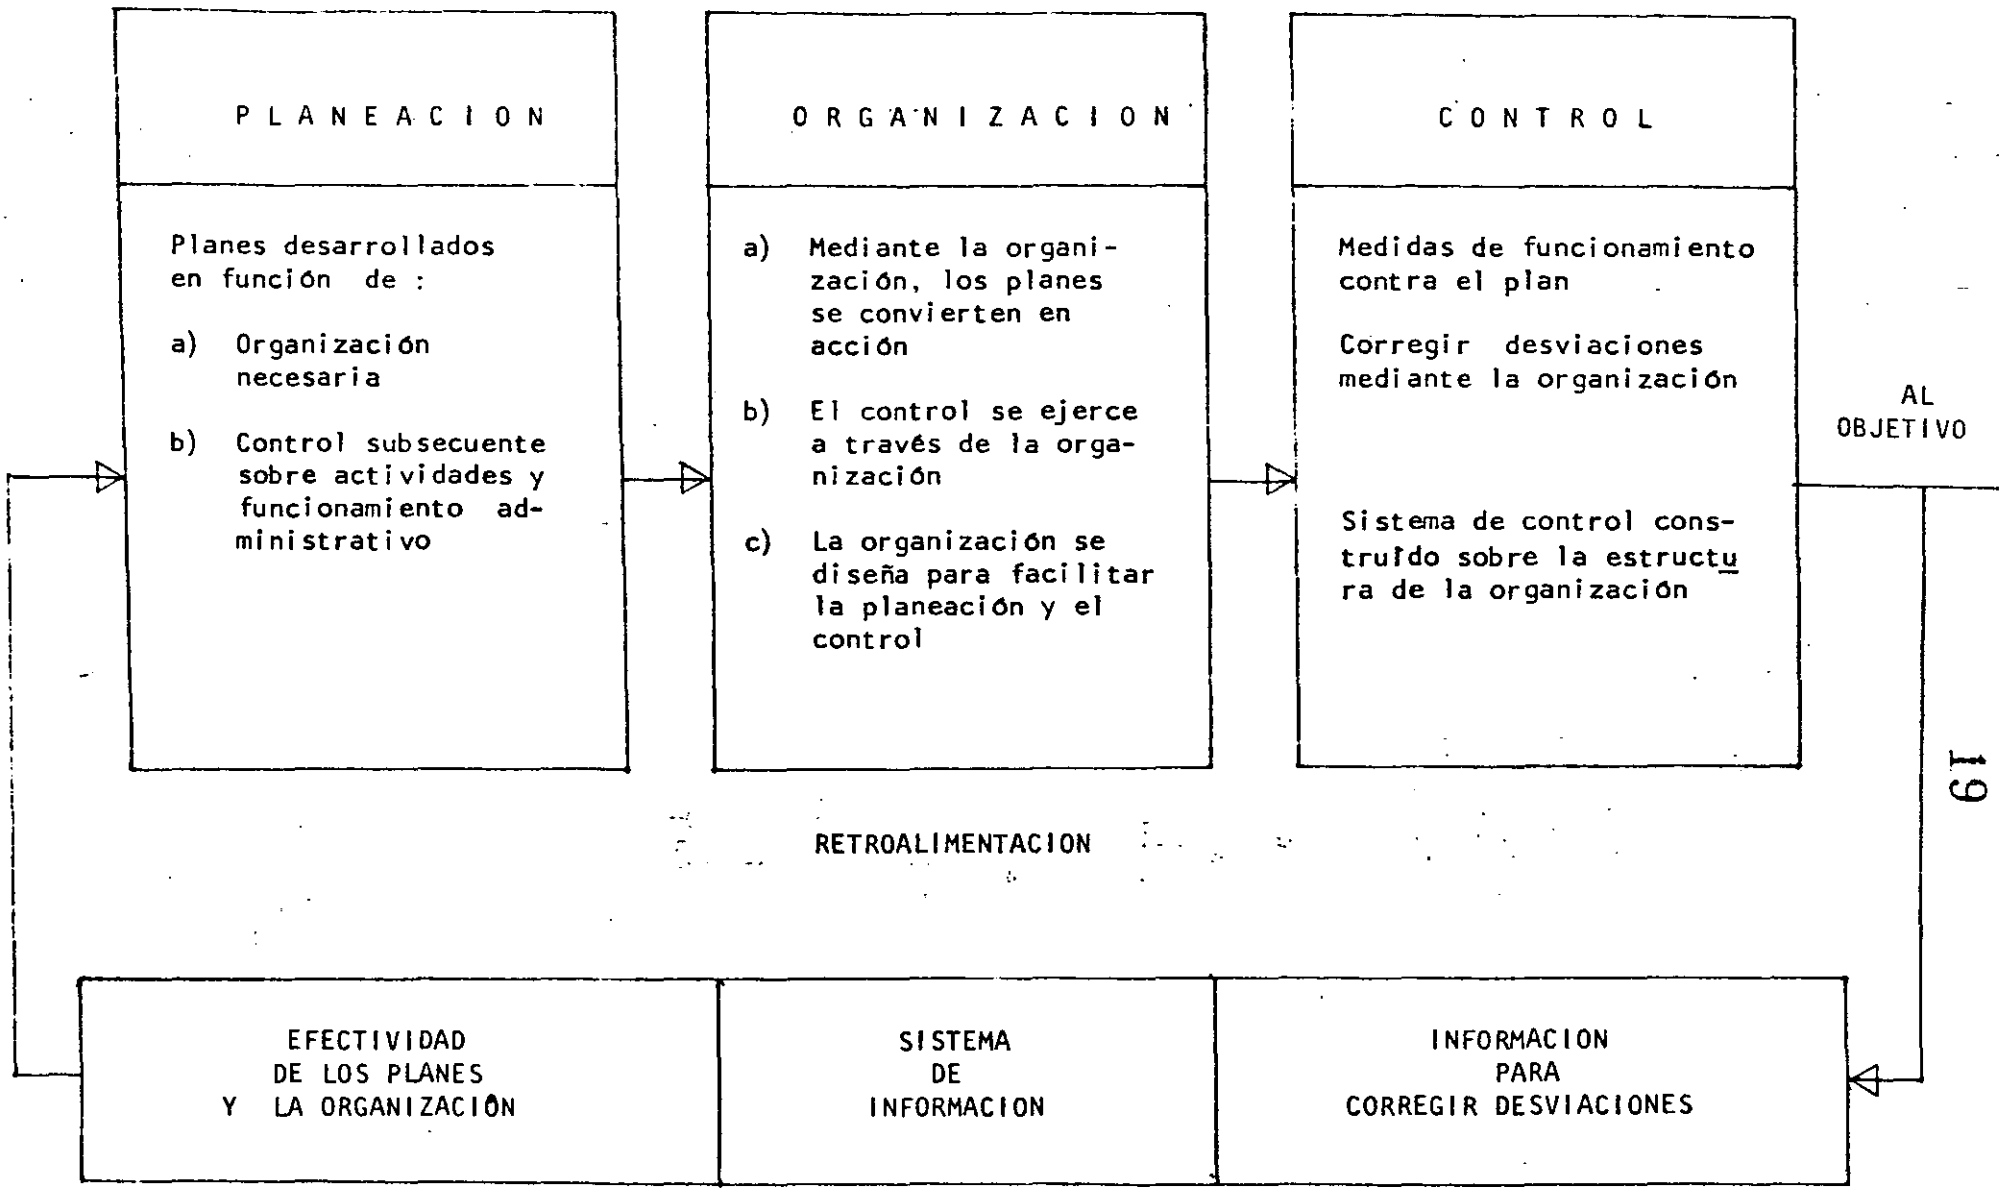 P L A N E A C I O N
Planes desarrollados
en función de :
a) Organización
necesaria
b) Control subsecuente
sobre actividades y
funcionamiento ad-
ministrativo
O R G A N I Z A C I O N
a) Mediante la organi-
zación, los planes
se convierten en
acción
b) El control se ejerce
a través de la orga-
nización
c) La organización se
diseña para facilitar
la planeación y el
control
C O N T R O L
Medidas de funcionamiento
contra el plan
Corregir desviaciones
mediante la organización
Sistema de control cons-
truído sobre la estructu
ra de la organización
AL
OBJETIVO
19
RETROALIMENTACION
EFECTIVIDAD
DE LOS PLANES
Y LA ORGANIZACIÓN
SISTEMA
DE
INFORMACION
INFORMACION
PARA
CORREGIR DESVIACIONES